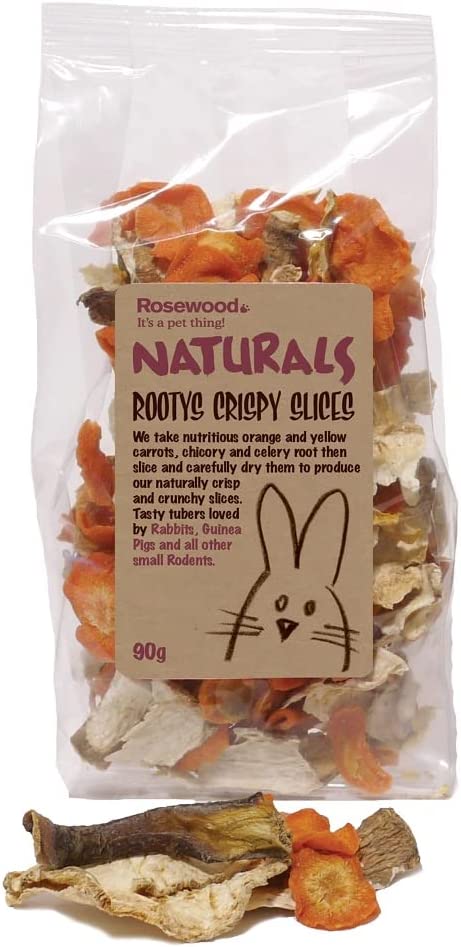 Rosewood
It's a pet thing!
NATURALS
ROOTYS CRISPY SLICES
We take nutritious orange and yellow
carrots, chicory and celery root then
slice and carefully dry them to produce
our naturally crisp
and crunchy slices.
Tasty tubers loved
by Rabbits, Guinea
Pigs and all other
small Rodents.
90g